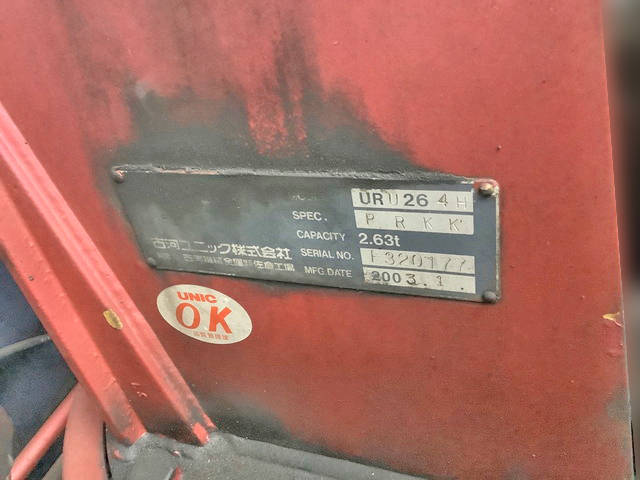 URU264H
SPEC. PRKK
CAPACITY 2.63t
古河ユニック株式会社
SERIAL NO. F320177
MFG DATE 2003.1.
UNIC
OK